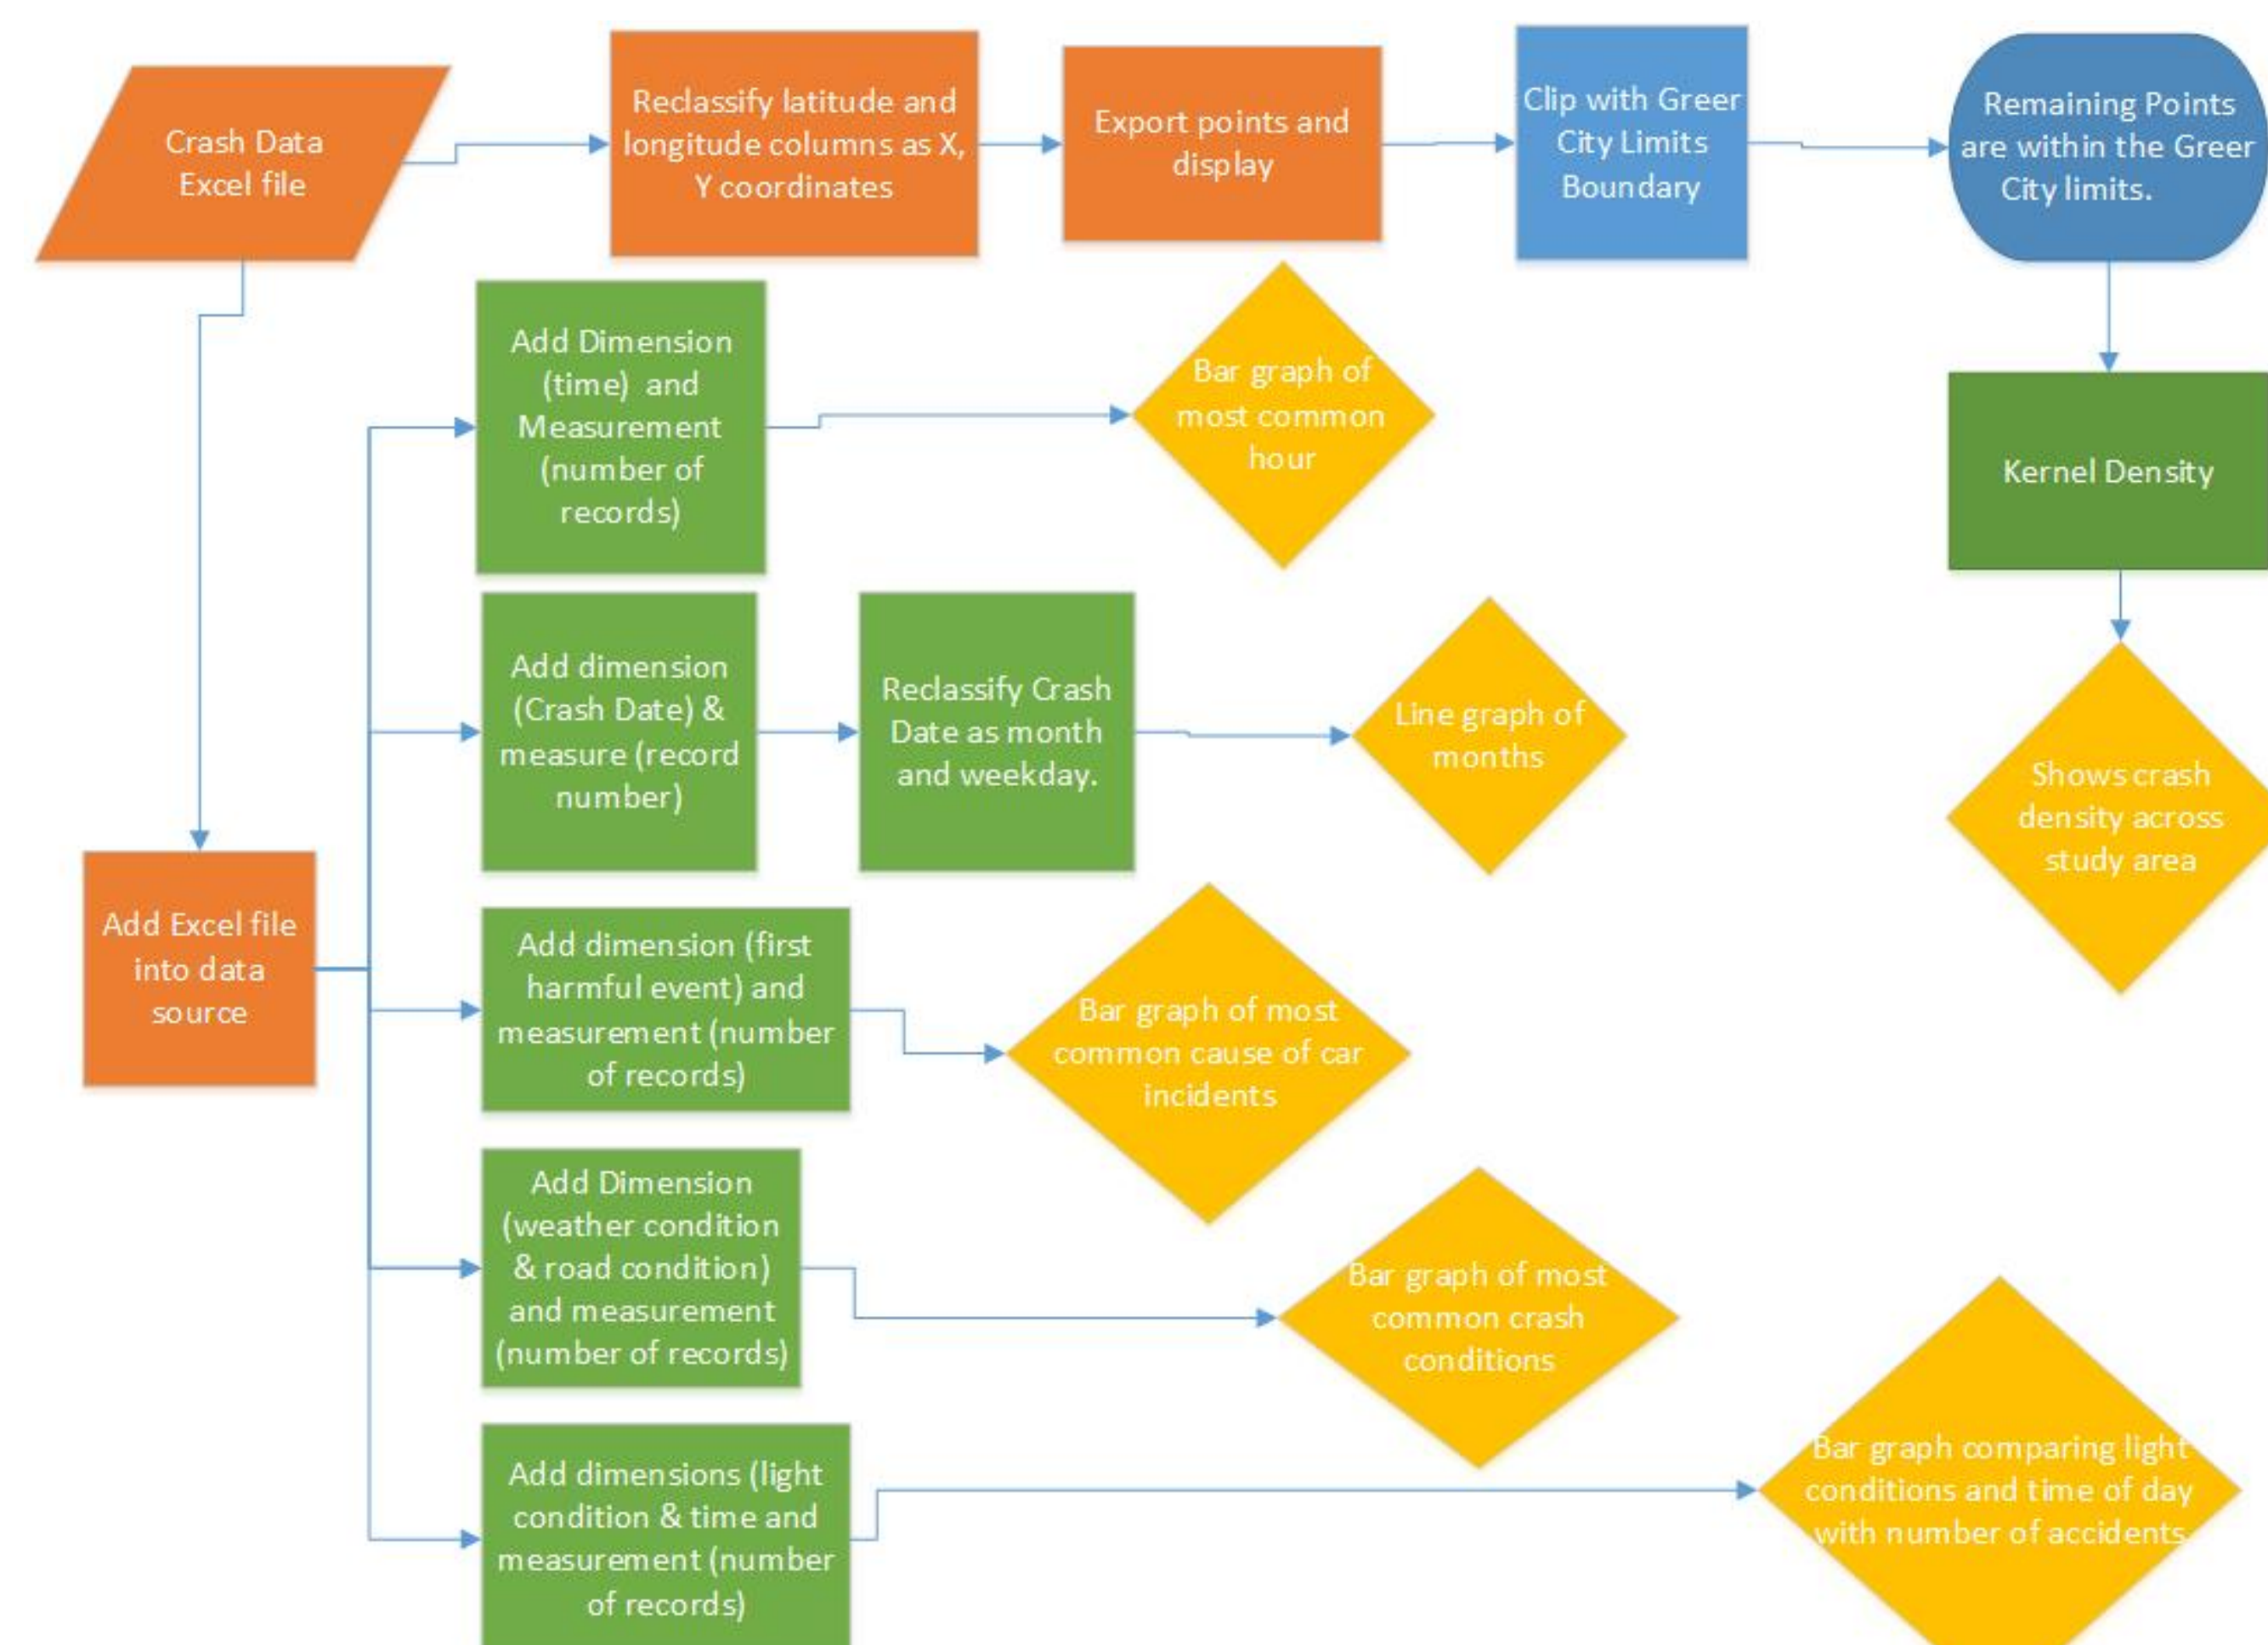 Crash Data
Excel file
Reclassify latitude and
longitude columns as X,
Y coordinates
Export points and
display
Clip with Greer
City Limits
Boundary
Remaining Points
are within the Greer
City limits.
Add Dimension
(time) and
Measurement
(number of
records)
Bar graph of
most common
hour
Kernel Density
Add dimension
(Crash Date) &
measure (record
number)
Reclassify Crash
Date as month
and weekday.
Line graph of
months
Shows crash
density across
study area
Add Excel file
into data
source
Add dimension (first
harmful event) and
measurement (number
of records)
Bar graph of most
common cause of car
incidents
Add Dimension
(weather condition
& road condition)
and measurement
(number of records)
Bar graph of most
common crash
conditions
Add dimensions (light
condition & time and
measurement (number
of records)
Bar graph comparing light
conditions and time of day
with number of accidents.